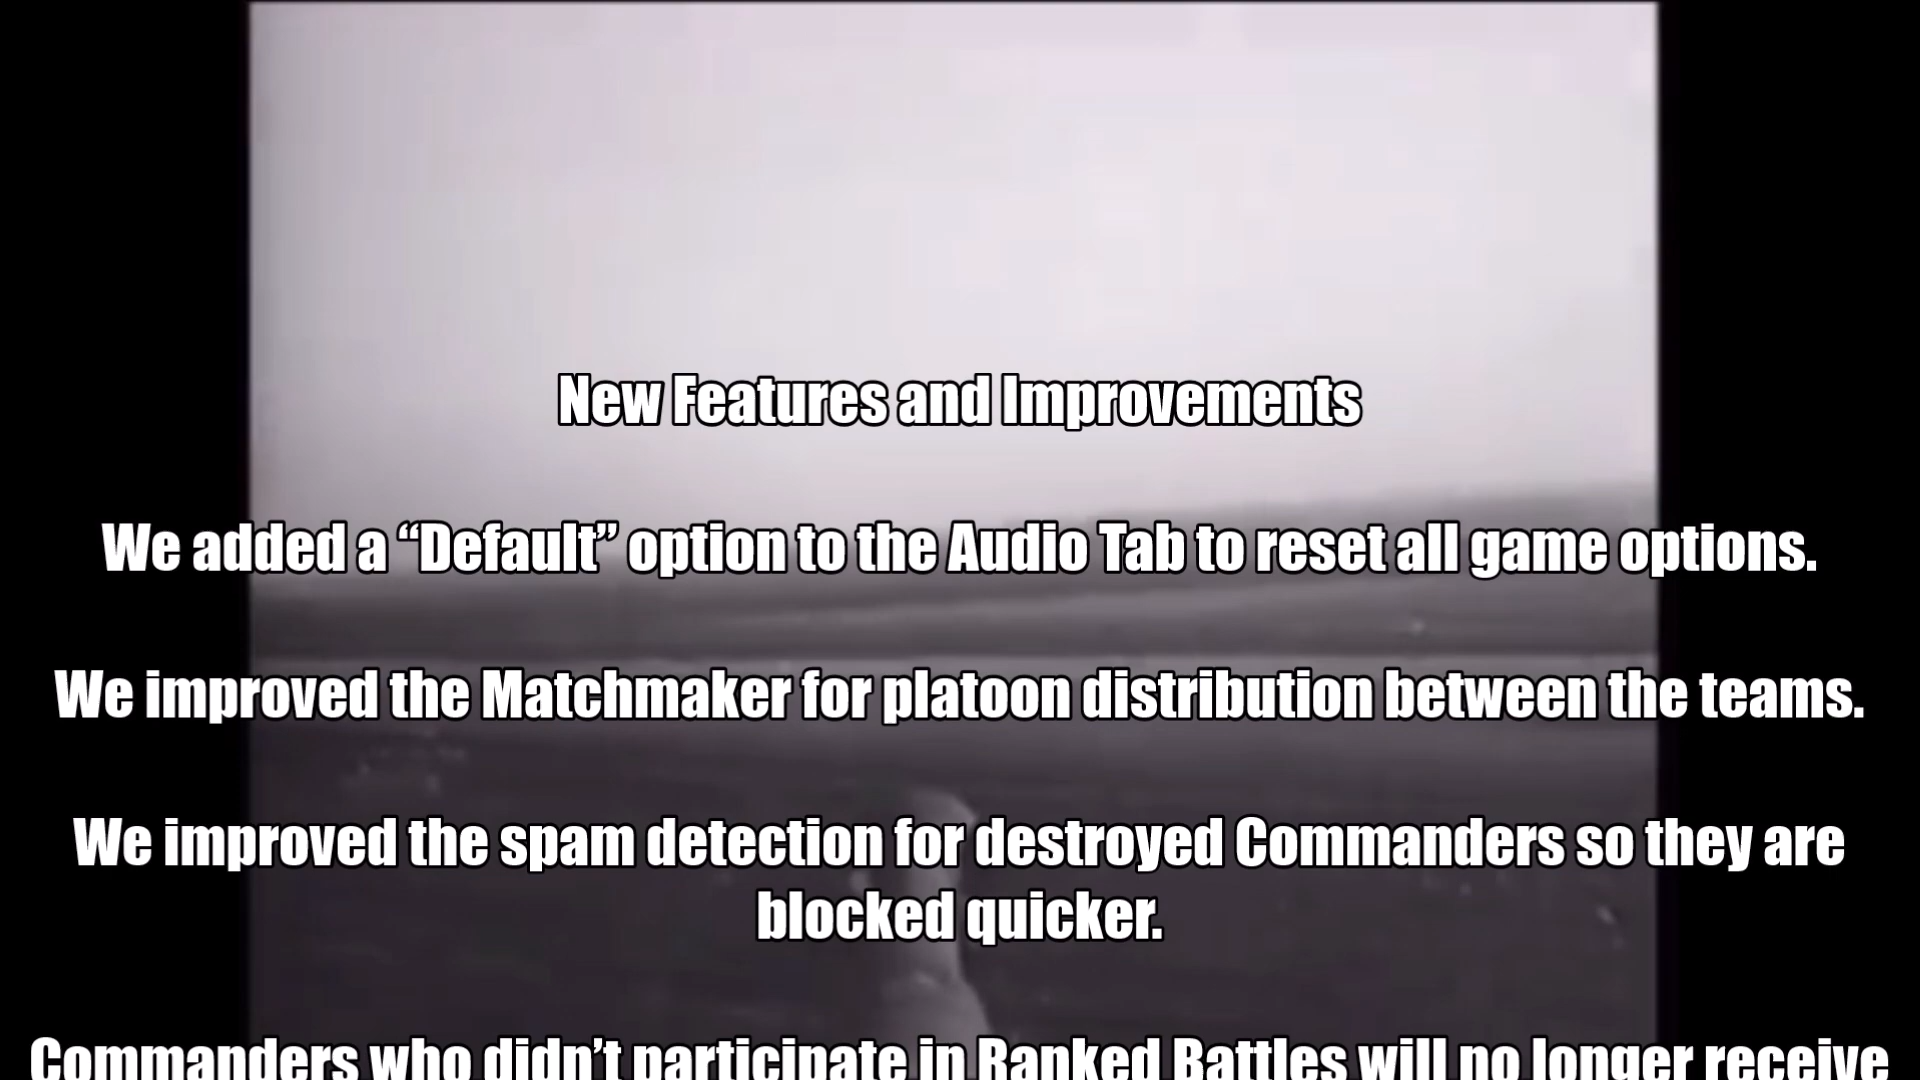 New Features and Improvements
We added a “Default” option to the Audio Tab to reset all game options.
We improved the Matchmaker for platoon distribution between the teams.
We improved the spam detection for destroyed Commanders so they are
blocked quicker.
Commanders who didn’t participate in Ranked Battles will no longer receive